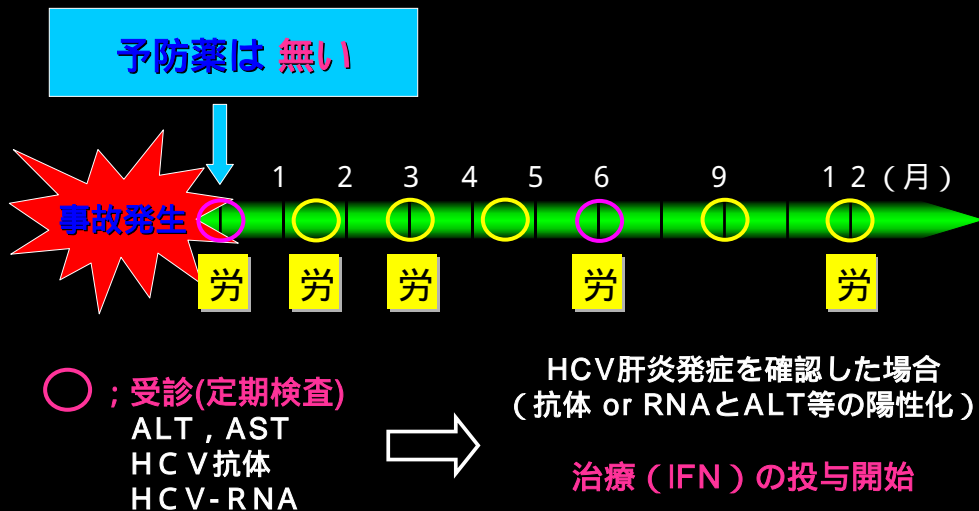 予防薬は 無い
1 2 3 4 5 6 9 12(月)
事故発生
労 労 労 労 労
;受診(定期検査)
ALT,AST
HCV抗体
HCV-RNA
HCV肝炎発症を確認した場合
(抗体 or RNAとALT等の陽性化)
治療(IFN)の投与開始